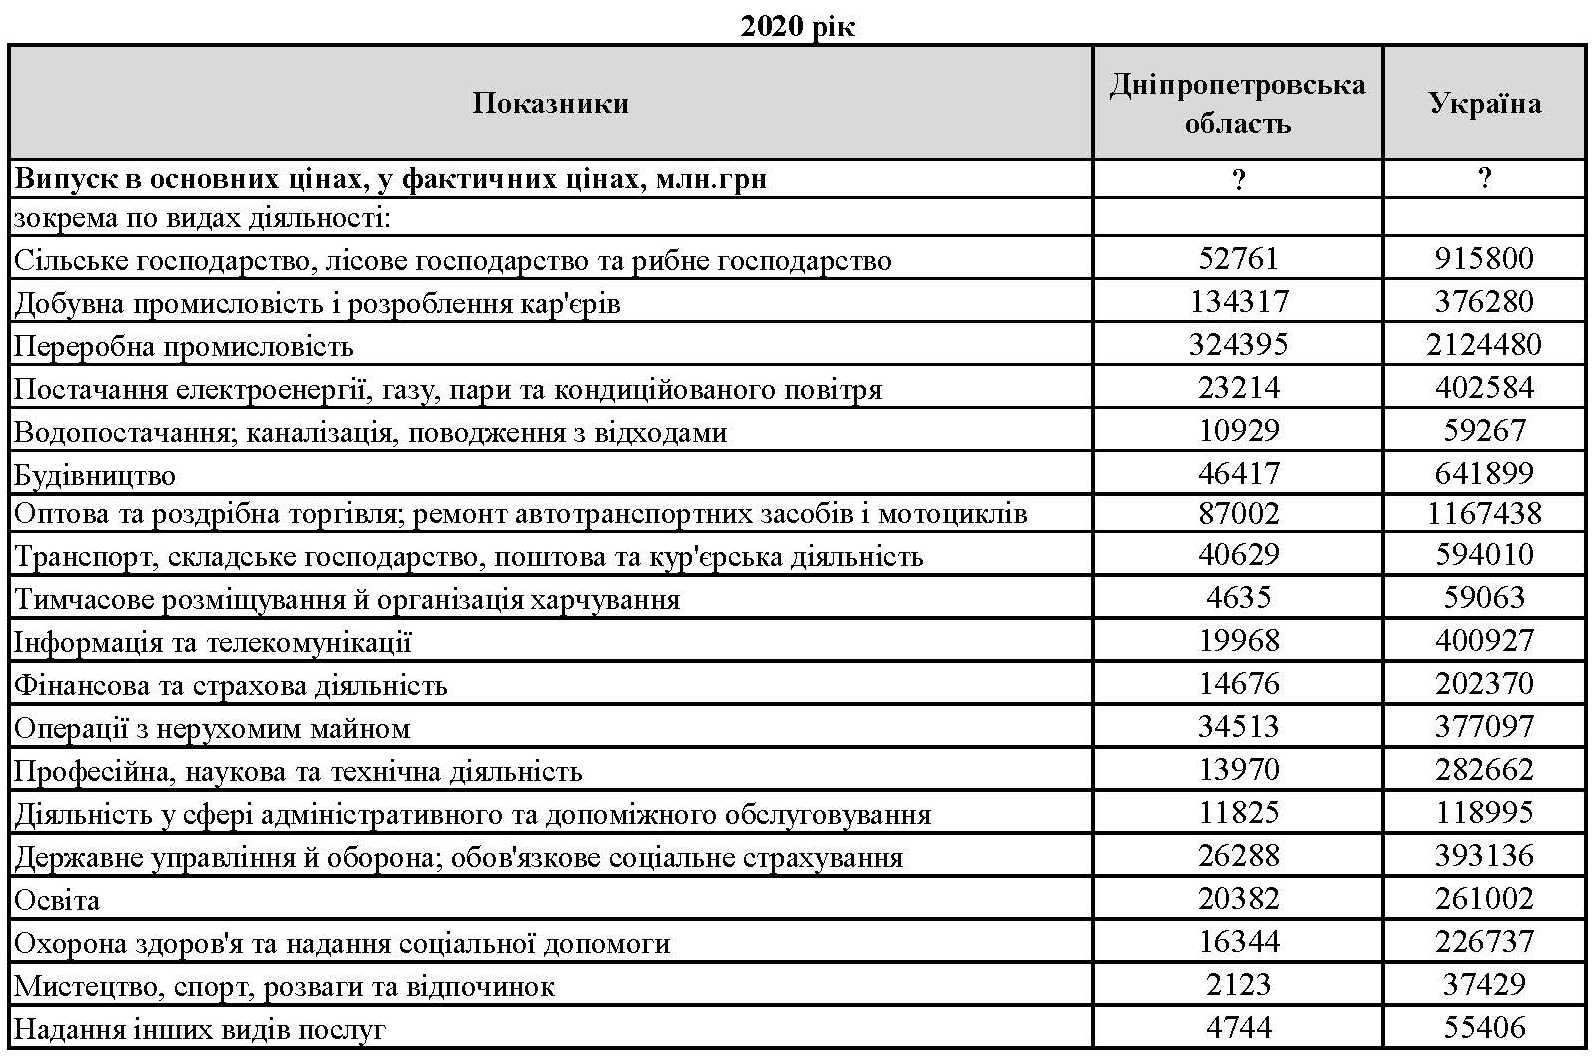 2020 рік
Показники Дніпропетровська область Україна
Випуск в основних цінах, у фактичних цінах, млн.грн ? ?
зокрема по видах діяльності:
Сільське господарство, лісове господарство та рибне господарство 52761 915800
Добувна промисловість і розроблення кар'єрів 134317 376280
Переробна промисловість 324395 2124480
Постачання електроенергії, газу, пари та кондиційованого повітря 23214 402584
Водопостачання; каналізація, поводження з відходами 10929 59267
Будівництво 46417 641899
Оптова та роздрібна торгівля; ремонт автотранспортних засобів і мотоциклів 87002 1167438
Транспорт, складське господарство, поштова та кур'єрська діяльність 40629 594010
Тимчасове розміщування й організація харчування 4635 59063
Інформація та телекомунікації 19968 400927
Фінансова та страхова діяльність 14676 202370
Операції з нерухомим майном 34513 377097
Професійна, наукова та технічна діяльність 13970 282662
Діяльність у сфері адміністративного та допоміжного обслуговування 11825 118995
Державне управління й оборона; обов'язкове соціальне страхування 26288 393136
Освіта 20382 261002
Охорона здоров'я та надання соціальної допомоги 16344 226737
Мистецтво, спорт, розваги та відпочинок 2123 37429
Надання інших видів послуг 4744 55406